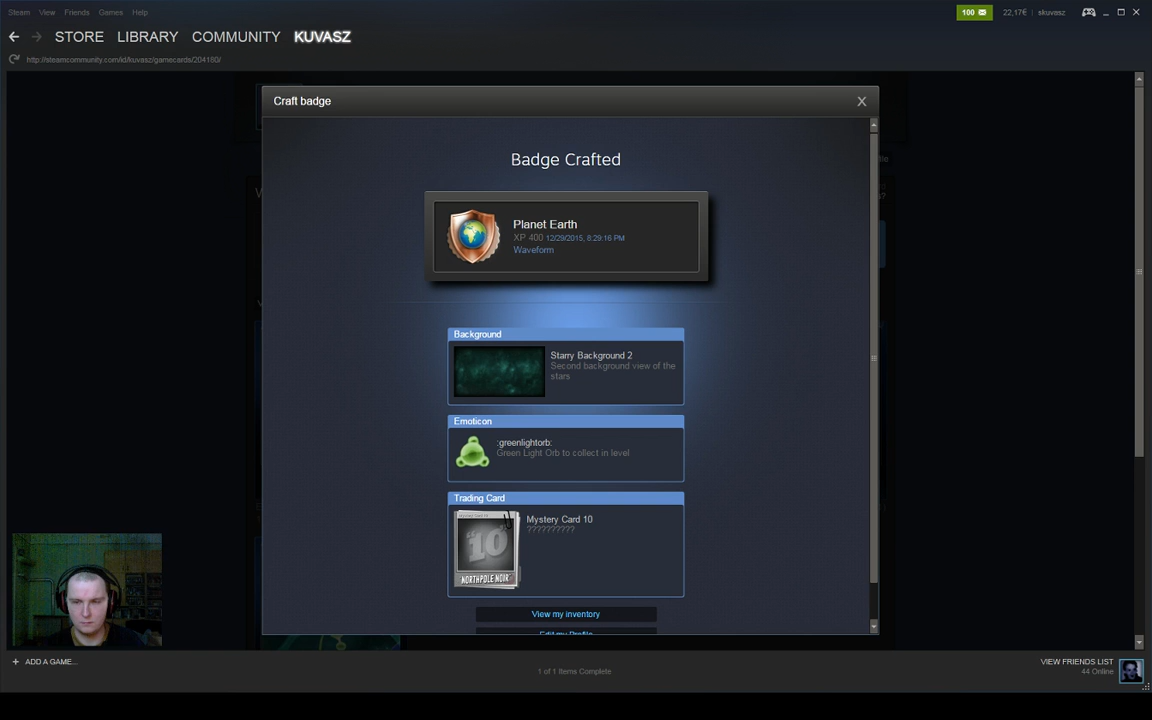 Steam View Friends Games Help
100 22,17€ | skuvasz
STORE LIBRARY COMMUNITY KUVASZ
http://steamcommunity.com/id/kuvasz/gamecards/204180/
Craft badge X
Badge Crafted
Planet Earth
XP 400 12/29/2015, 8:29:16 PM
Waveform
Background
Starry Background 2
Second background view of the
stars
Emoticon
:greenlightorb:
Green Light Orb to collect in level
Trading Card
Mystery Card 10
??????????
10
NORTHPOLE NOIR
View my inventory
Edit my Profile
+ ADD A GAME...
1 of 1 Items Complete
VIEW FRIENDS LIST
44 Online